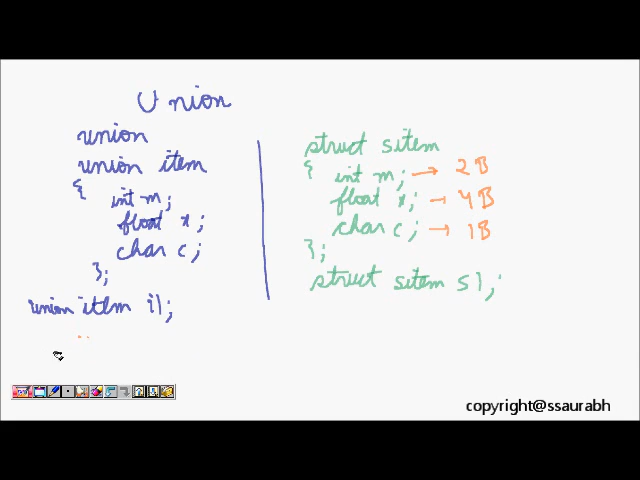 Union
union
union item
{ int m;
float x;
char c;
};
union item i1;
struct sitem
{ int m; → 2B
float x; → 4B
char c; → 1B
};
struct sitem s1;
copyright@ssaurabh